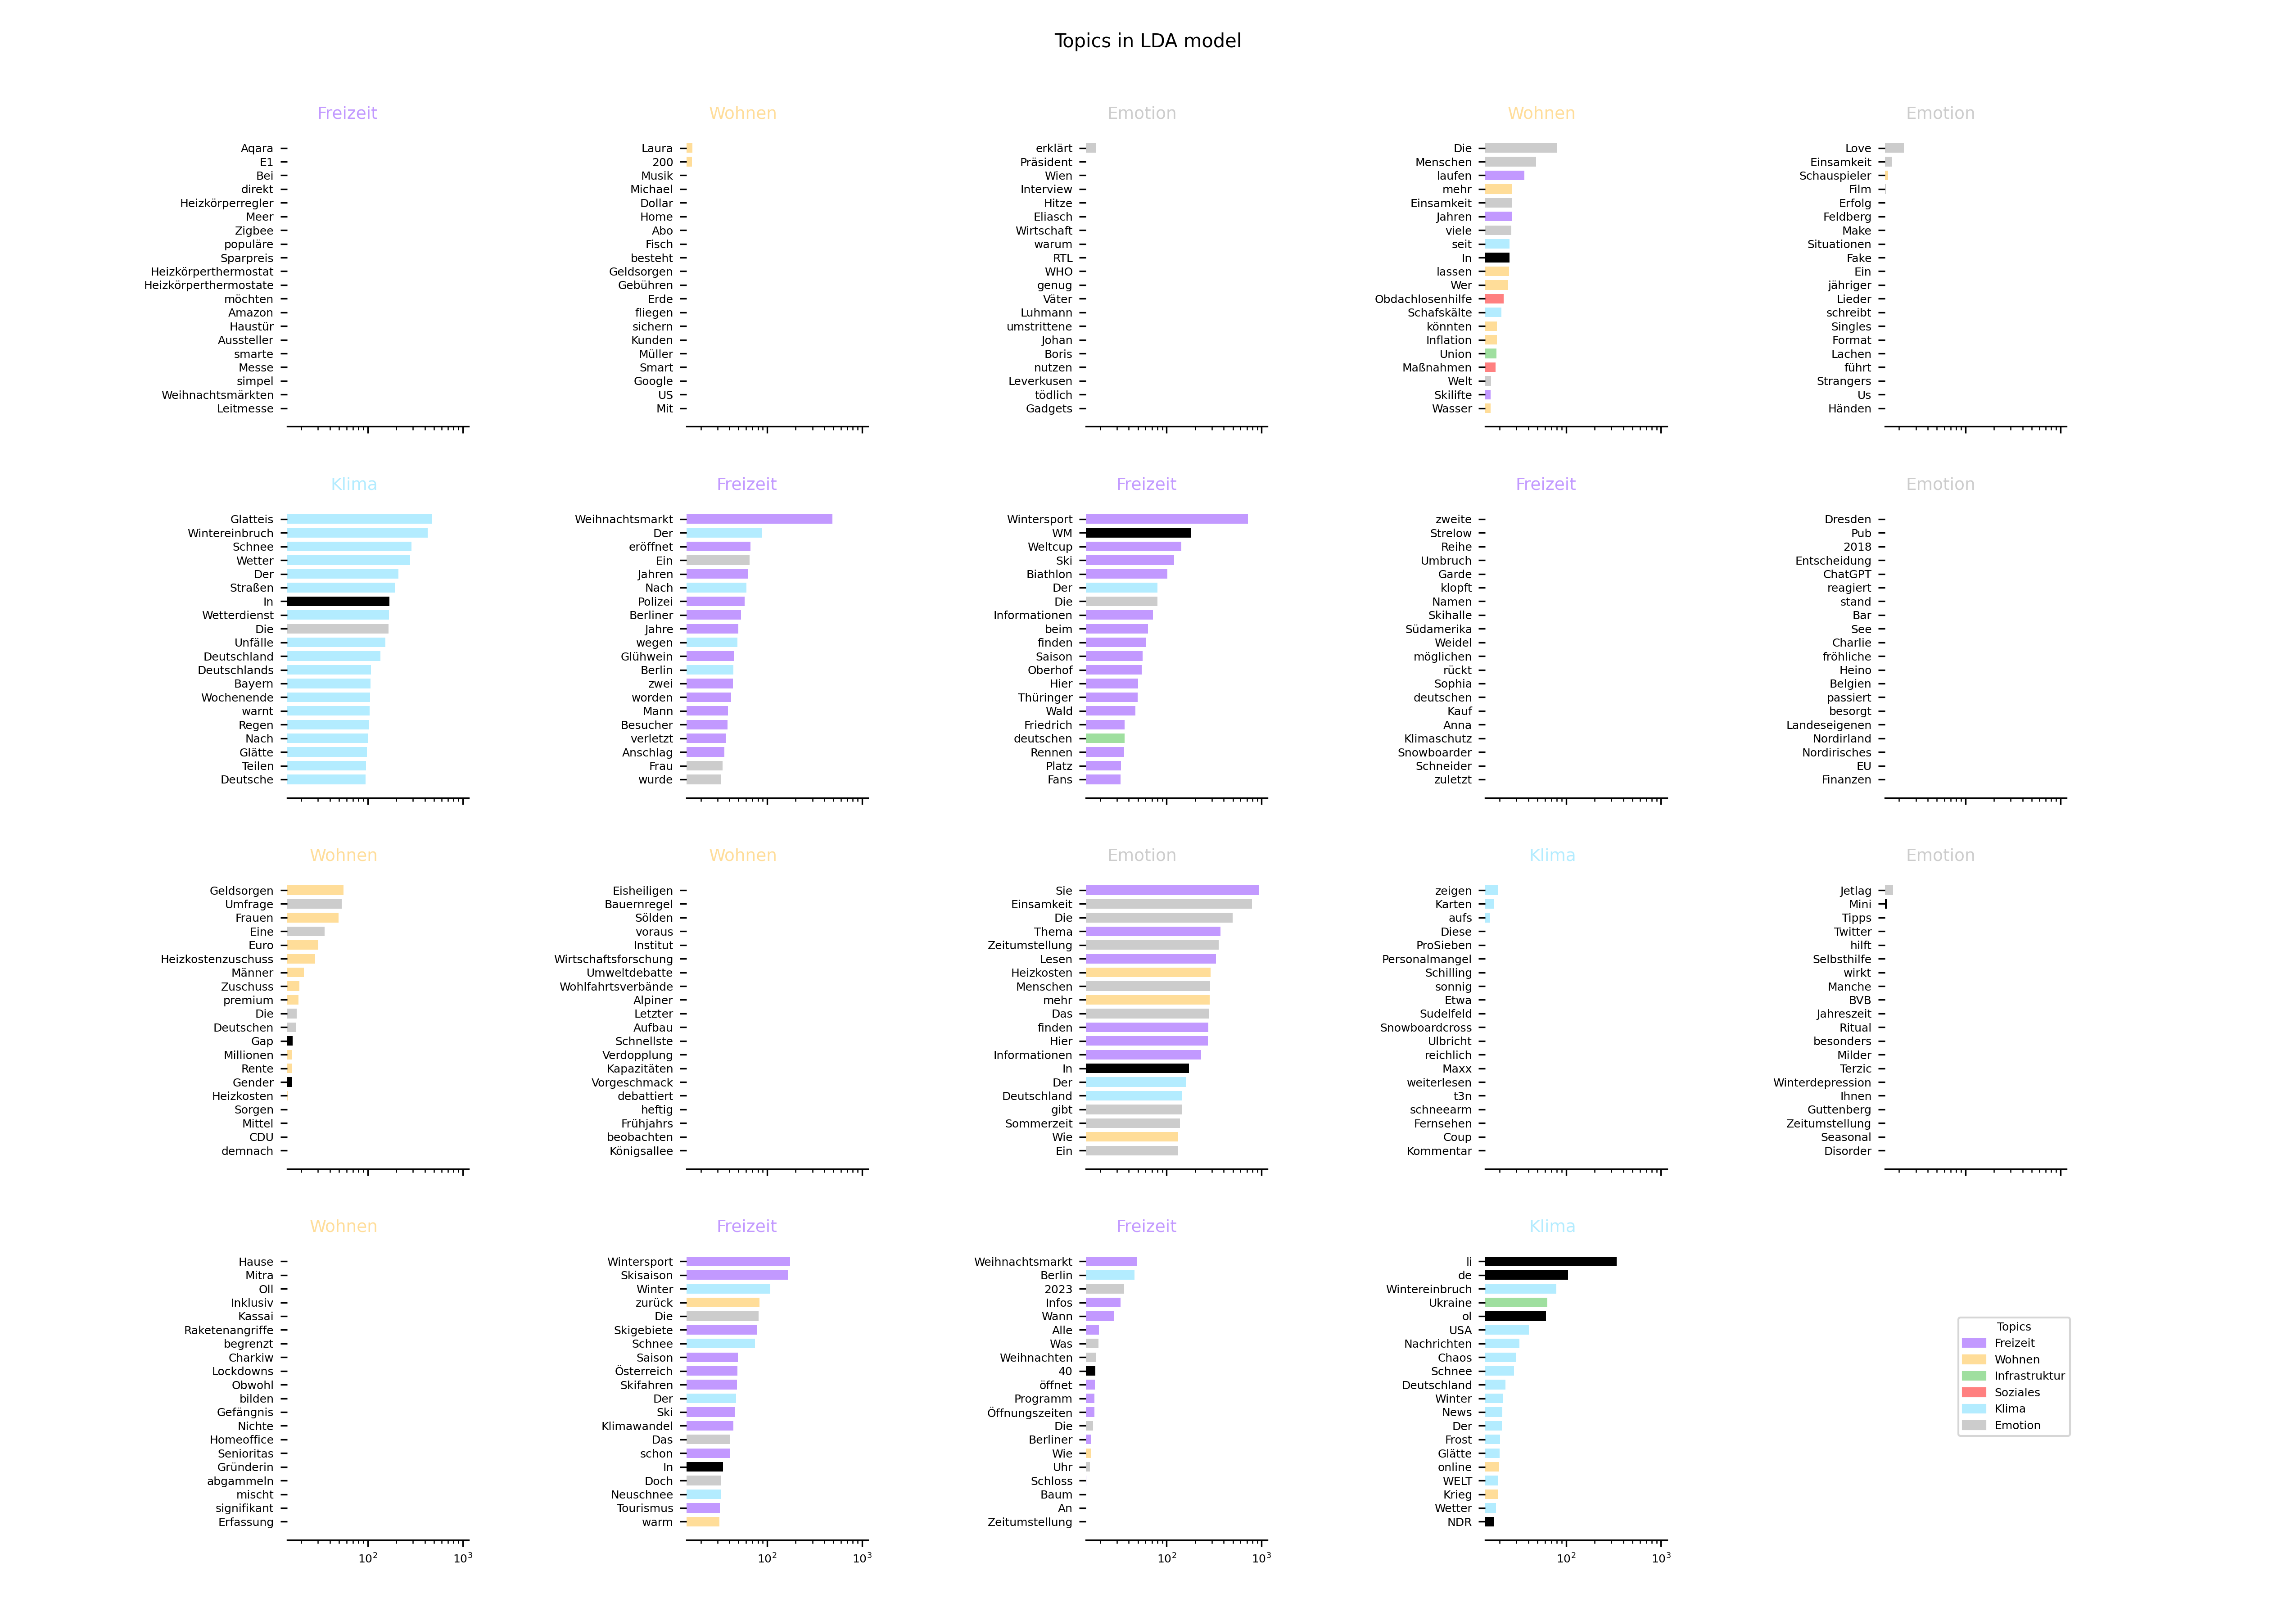 Topics in LDA model
Freizeit
Aqara
E1
Bei
direkt
Heizkörperregler
Meer
Zigbee
populäre
Sparpreis
Heizkörperthermostat
Heizkörperthermostate
möchten
Amazon
Haustür
Aussteller
smarte
Messe
simpel
Weihnachtsmärkten
Leitmesse
Wohnen
Laura
200
Musik
Michael
Dollar
Home
Abo
Fisch
besteht
Geldsorgen
Gebühren
Erde
fliegen
sichern
Kunden
Müller
Smart
Google
US
Mit
Emotion
erklärt
Präsident
Wien
Interview
Hitze
Eliasch
Wirtschaft
warum
RTL
WHO
genug
Väter
Luhmann
umstrittene
Johan
Boris
nutzen
Leverkusen
tödlich
Gadgets
Wohnen
Die
Menschen
laufen
mehr
Einsamkeit
Jahren
viele
seit
In
lassen
Wer
Obdachlosenhilfe
Schafskälte
könnten
Inflation
Union
Maßnahmen
Welt
Skilifte
Wasser
Emotion
Love
Einsamkeit
Schauspieler
Film
Erfolg
Feldberg
Make
Situationen
Fake
Ein
jähriger
Lieder
schreibt
Singles
Format
Lachen
führt
Strangers
Us
Händen
Klima
Glatteis
Wintereinbruch
Schnee
Wetter
Der
Straßen
In
Wetterdienst
Die
Unfälle
Deutschland
Deutschlands
Bayern
Wochenende
warnt
Regen
Nach
Glätte
Teilen
Deutsche
Freizeit
Weihnachtsmarkt
Der
eröffnet
Ein
Jahren
Nach
Polizei
Berliner
Jahre
wegen
Glühwein
Berlin
zwei
worden
Mann
Besucher
verletzt
Anschlag
Frau
wurde
Freizeit
Wintersport
WM
Weltcup
Ski
Biathlon
Der
Die
Informationen
beim
finden
Saison
Oberhof
Hier
Thüringer
Wald
Friedrich
deutschen
Rennen
Platz
Fans
Freizeit
zweite
Strelow
Reihe
Umbruch
Garde
klopft
Namen
Skihalle
Südamerika
Weidel
möglichen
rückt
Sophia
deutschen
Kauf
Anna
Klimaschutz
Snowboarder
Schneider
zuletzt
Emotion
Dresden
Pub
2018
Entscheidung
ChatGPT
reagiert
stand
Bar
See
Charlie
fröhliche
Heino
Belgien
passiert
besorgt
Landeseigenen
Nordirland
Nordirisches
EU
Finanzen
Wohnen
Geldsorgen
Umfrage
Frauen
Eine
Euro
Heizkostenzuschuss
Männer
Zuschuss
premium
Die
Deutschen
Gap
Millionen
Rente
Gender
Heizkosten
Sorgen
Mittel
CDU
demnach
Wohnen
Eisheiligen
Bauernregel
Sölden
voraus
Institut
Wirtschaftsforschung
Umweltdebatte
Wohlfahrtsverbände
Alpiner
Letzter
Aufbau
Schnellste
Verdopplung
Kapazitäten
Vorgeschmack
debattiert
heftig
Frühjahrs
beobachten
Königsallee
Emotion
Sie
Einsamkeit
Die
Thema
Zeitumstellung
Lesen
Heizkosten
Menschen
mehr
Das
finden
Hier
Informationen
In
Der
Deutschland
gibt
Sommerzeit
Wie
Ein
Klima
zeigen
Karten
aufs
Diese
ProSieben
Personalmangel
Schilling
sonnig
Etwa
Sudelfeld
Snowboardcross
Ulbricht
reichlich
Maxx
weiterlesen
t3n
schneearm
Fernsehen
Coup
Kommentar
Emotion
Jetlag
Mini
Tipps
Twitter
hilft
Selbsthilfe
wirkt
Manche
BVB
Jahreszeit
Ritual
besonders
Milder
Terzic
Winterdepression
Ihnen
Guttenberg
Zeitumstellung
Seasonal
Disorder
Wohnen
Hause
Mitra
Oll
Inklusiv
Kassai
Raketenangriffe
begrenzt
Charkiw
Lockdowns
Obwohl
bilden
Gefängnis
Nichte
Homeoffice
Senioritas
Gründerin
abgammeln
mischt
signifikant
Erfassung
10² 10³
Freizeit
Wintersport
Skisaison
Winter
zurück
Die
Skigebiete
Schnee
Saison
Österreich
Skifahren
Der
Ski
Klimawandel
Das
schon
In
Doch
Neuschnee
Tourismus
warm
10² 10³
Freizeit
Weihnachtsmarkt
Berlin
2023
Infos
Wann
Alle
Was
Weihnachten
40
öffnet
Programm
Öffnungszeiten
Die
Berliner
Wie
Uhr
Schloss
Baum
An
Zeitumstellung
10² 10³
Klima
li
de
Wintereinbruch
Ukraine
ol
USA
Nachrichten
Chaos
Schnee
Deutschland
Winter
News
Der
Frost
Glätte
online
WELT
Krieg
Wetter
NDR
10² 10³
Topics
Freizeit
Wohnen
Infrastruktur
Soziales
Klima
Emotion